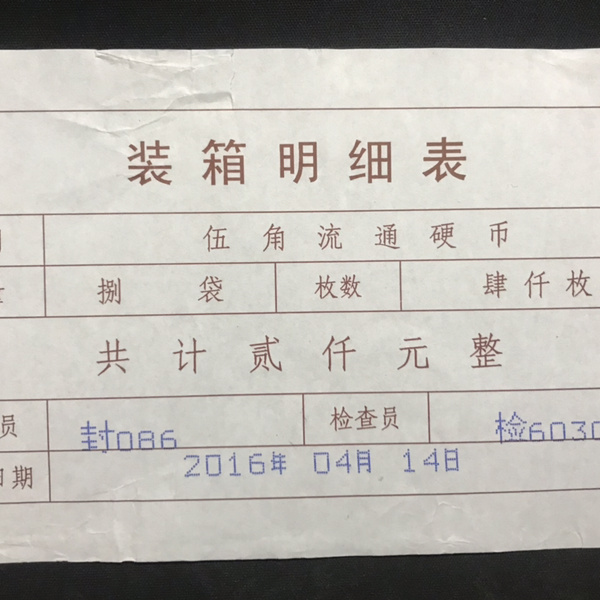 装箱明细表
伍角流通硬币
捌 袋 枚数 肆仟枚
共计贰仟元整
员 封086 检查员 检6030
期 2016年 04月 14日